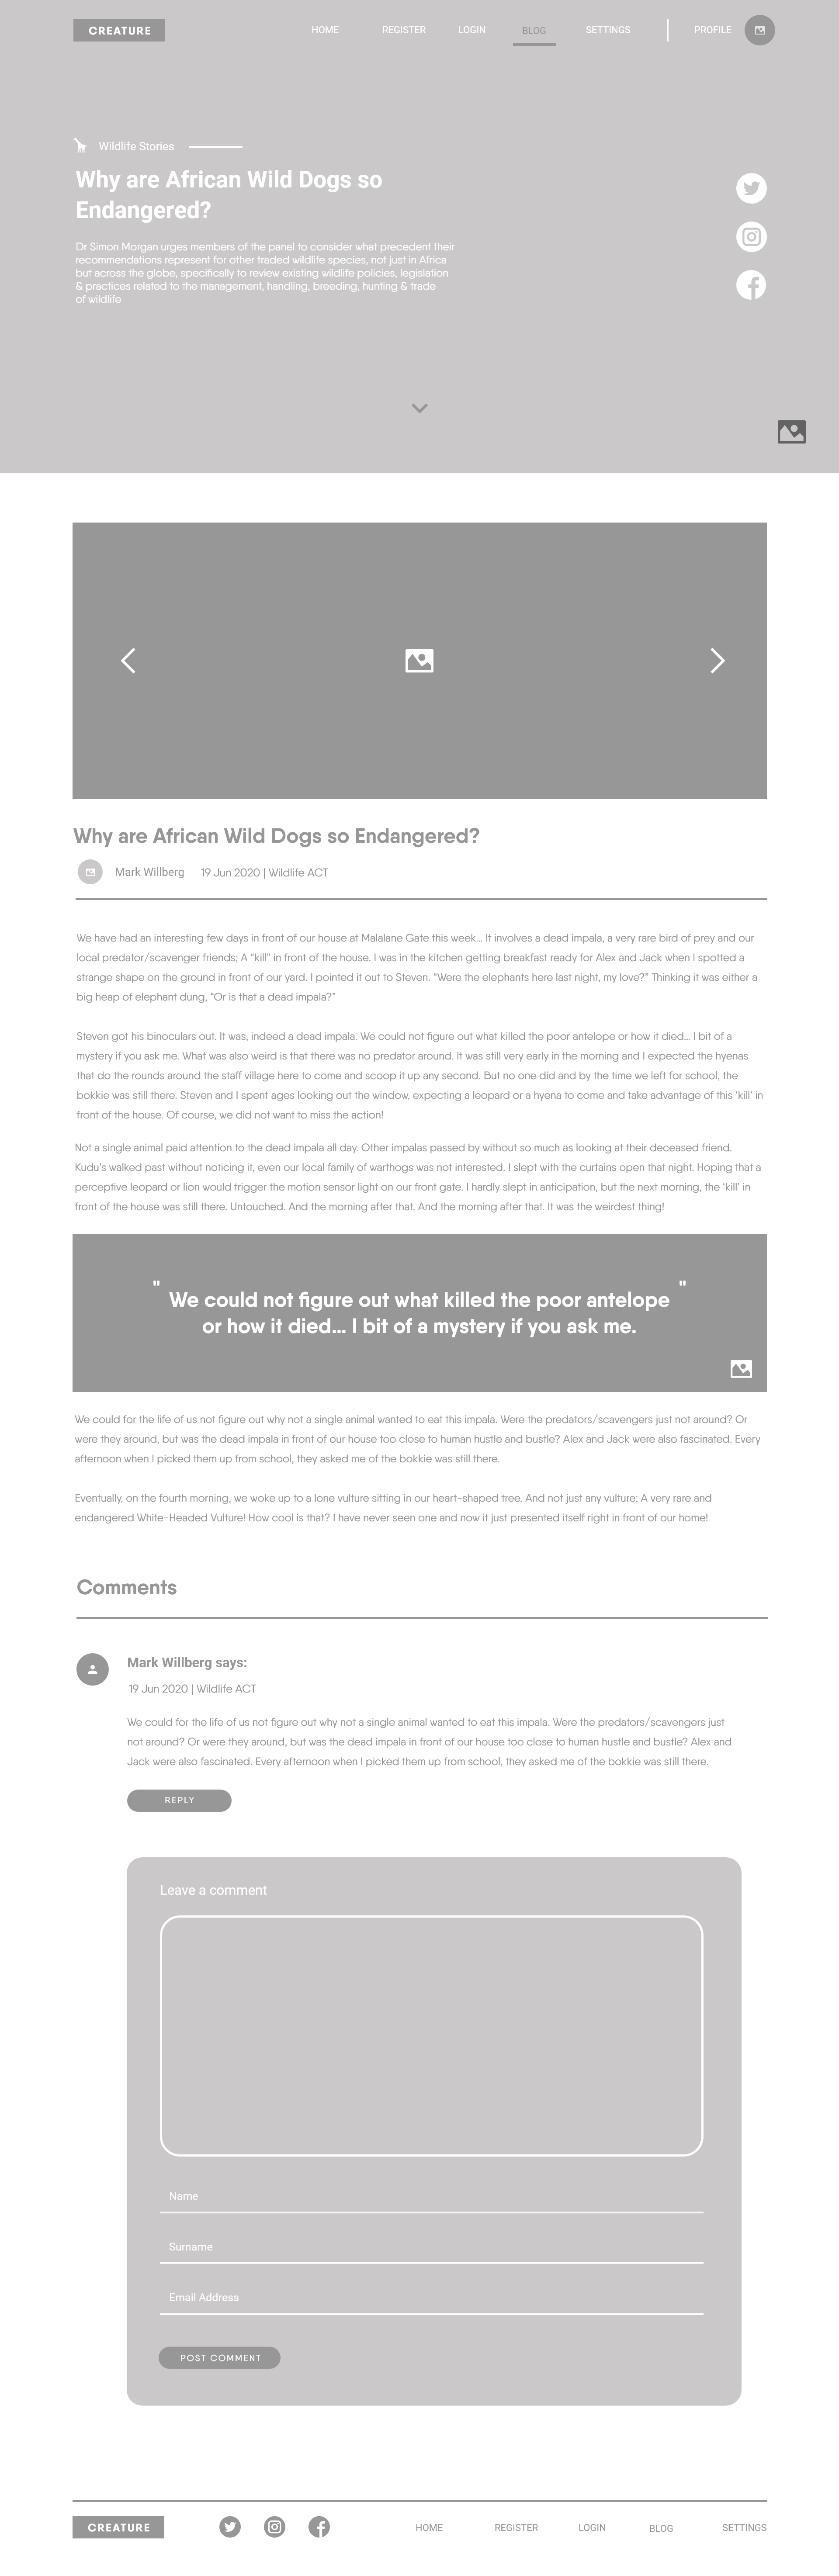 CREATURE
HOME REGISTER LOGIN BLOG SETTINGS PROFILE
Wildlife Stories
Why are African Wild Dogs so
Endangered?
Dr Simon Morgan urges members of the panel to consider what precedent their
recommendations represent for other traded wildlife species, not just in Africa
but across the globe, specifically to review existing wildlife policies, legislation
& practices related to the management, handling, breeding, hunting & trade
of wildlife
Why are African Wild Dogs so Endangered?
Mark Willberg 19 Jun 2020 | Wildlife ACT
We have had an interesting few days in front of our house at Malalane Gate this week... It involves a dead impala, a very rare bird of prey and our
local predator/scavenger friends; A “kill” in front of the house. I was in the kitchen getting breakfast ready for Alex and Jack when I spotted a
strange shape on the ground in front of our yard. I pointed it out to Steven. “Were the elephants here last night, my love?” Thinking it was either a
big heap of elephant dung, “Or is that a dead impala?”
Steven got his binoculars out. It was, indeed a dead impala. We could not figure out what killed the poor antelope or how it died... I bit of a
mystery if you ask me. What was also weird is that there was no predator around. It was still very early in the morning and I expected the hyenas
that do the rounds around the staff village here to come and scoop it up any second. But no one did and by the time we left for school, the
bokkie was still there. Steven and I spent ages looking out the window, expecting a leopard or a hyena to come and take advantage of this ‘kill’ in
front of the house. Of course, we did not want to miss the action!
Not a single animal paid attention to the dead impala all day. Other impalas passed by without so much as looking at their deceased friend.
Kudu’s walked past without noticing it, even our local family of warthogs was not interested. I slept with the curtains open that night. Hoping that a
perceptive leopard or lion would trigger the motion sensor light on our front gate. I hardly slept in anticipation, but the next morning, the ‘kill’ in
front of the house was still there. Untouched. And the morning after that. And the morning after that. It was the weirdest thing!
" We could not figure out what killed the poor antelope "
or how it died... I bit of a mystery if you ask me.
We could for the life of us not figure out why not a single animal wanted to eat this impala. Were the predators/scavengers just not around? Or
were they around, but was the dead impala in front of our house too close to human hustle and bustle? Alex and Jack were also fascinated. Every
afternoon when I picked them up from school, they asked me of the bokkie was still there.
Eventually, on the fourth morning, we woke up to a lone vulture sitting in our heart-shaped tree. And not just any vulture: A very rare and
endangered White-Headed Vulture! How cool is that? I have never seen one and now it just presented itself right in front of our home!
Comments
Mark Willberg says:
19 Jun 2020 | Wildlife ACT
We could for the life of us not figure out why not a single animal wanted to eat this impala. Were the predators/scavengers just
not around? Or were they around, but was the dead impala in front of our house too close to human hustle and bustle? Alex and
Jack were also fascinated. Every afternoon when I picked them up from school, they asked me of the bokkie was still there.
REPLY
Leave a comment
Name
Surname
Email Address
POST COMMENT
CREATURE
HOME REGISTER LOGIN BLOG SETTINGS